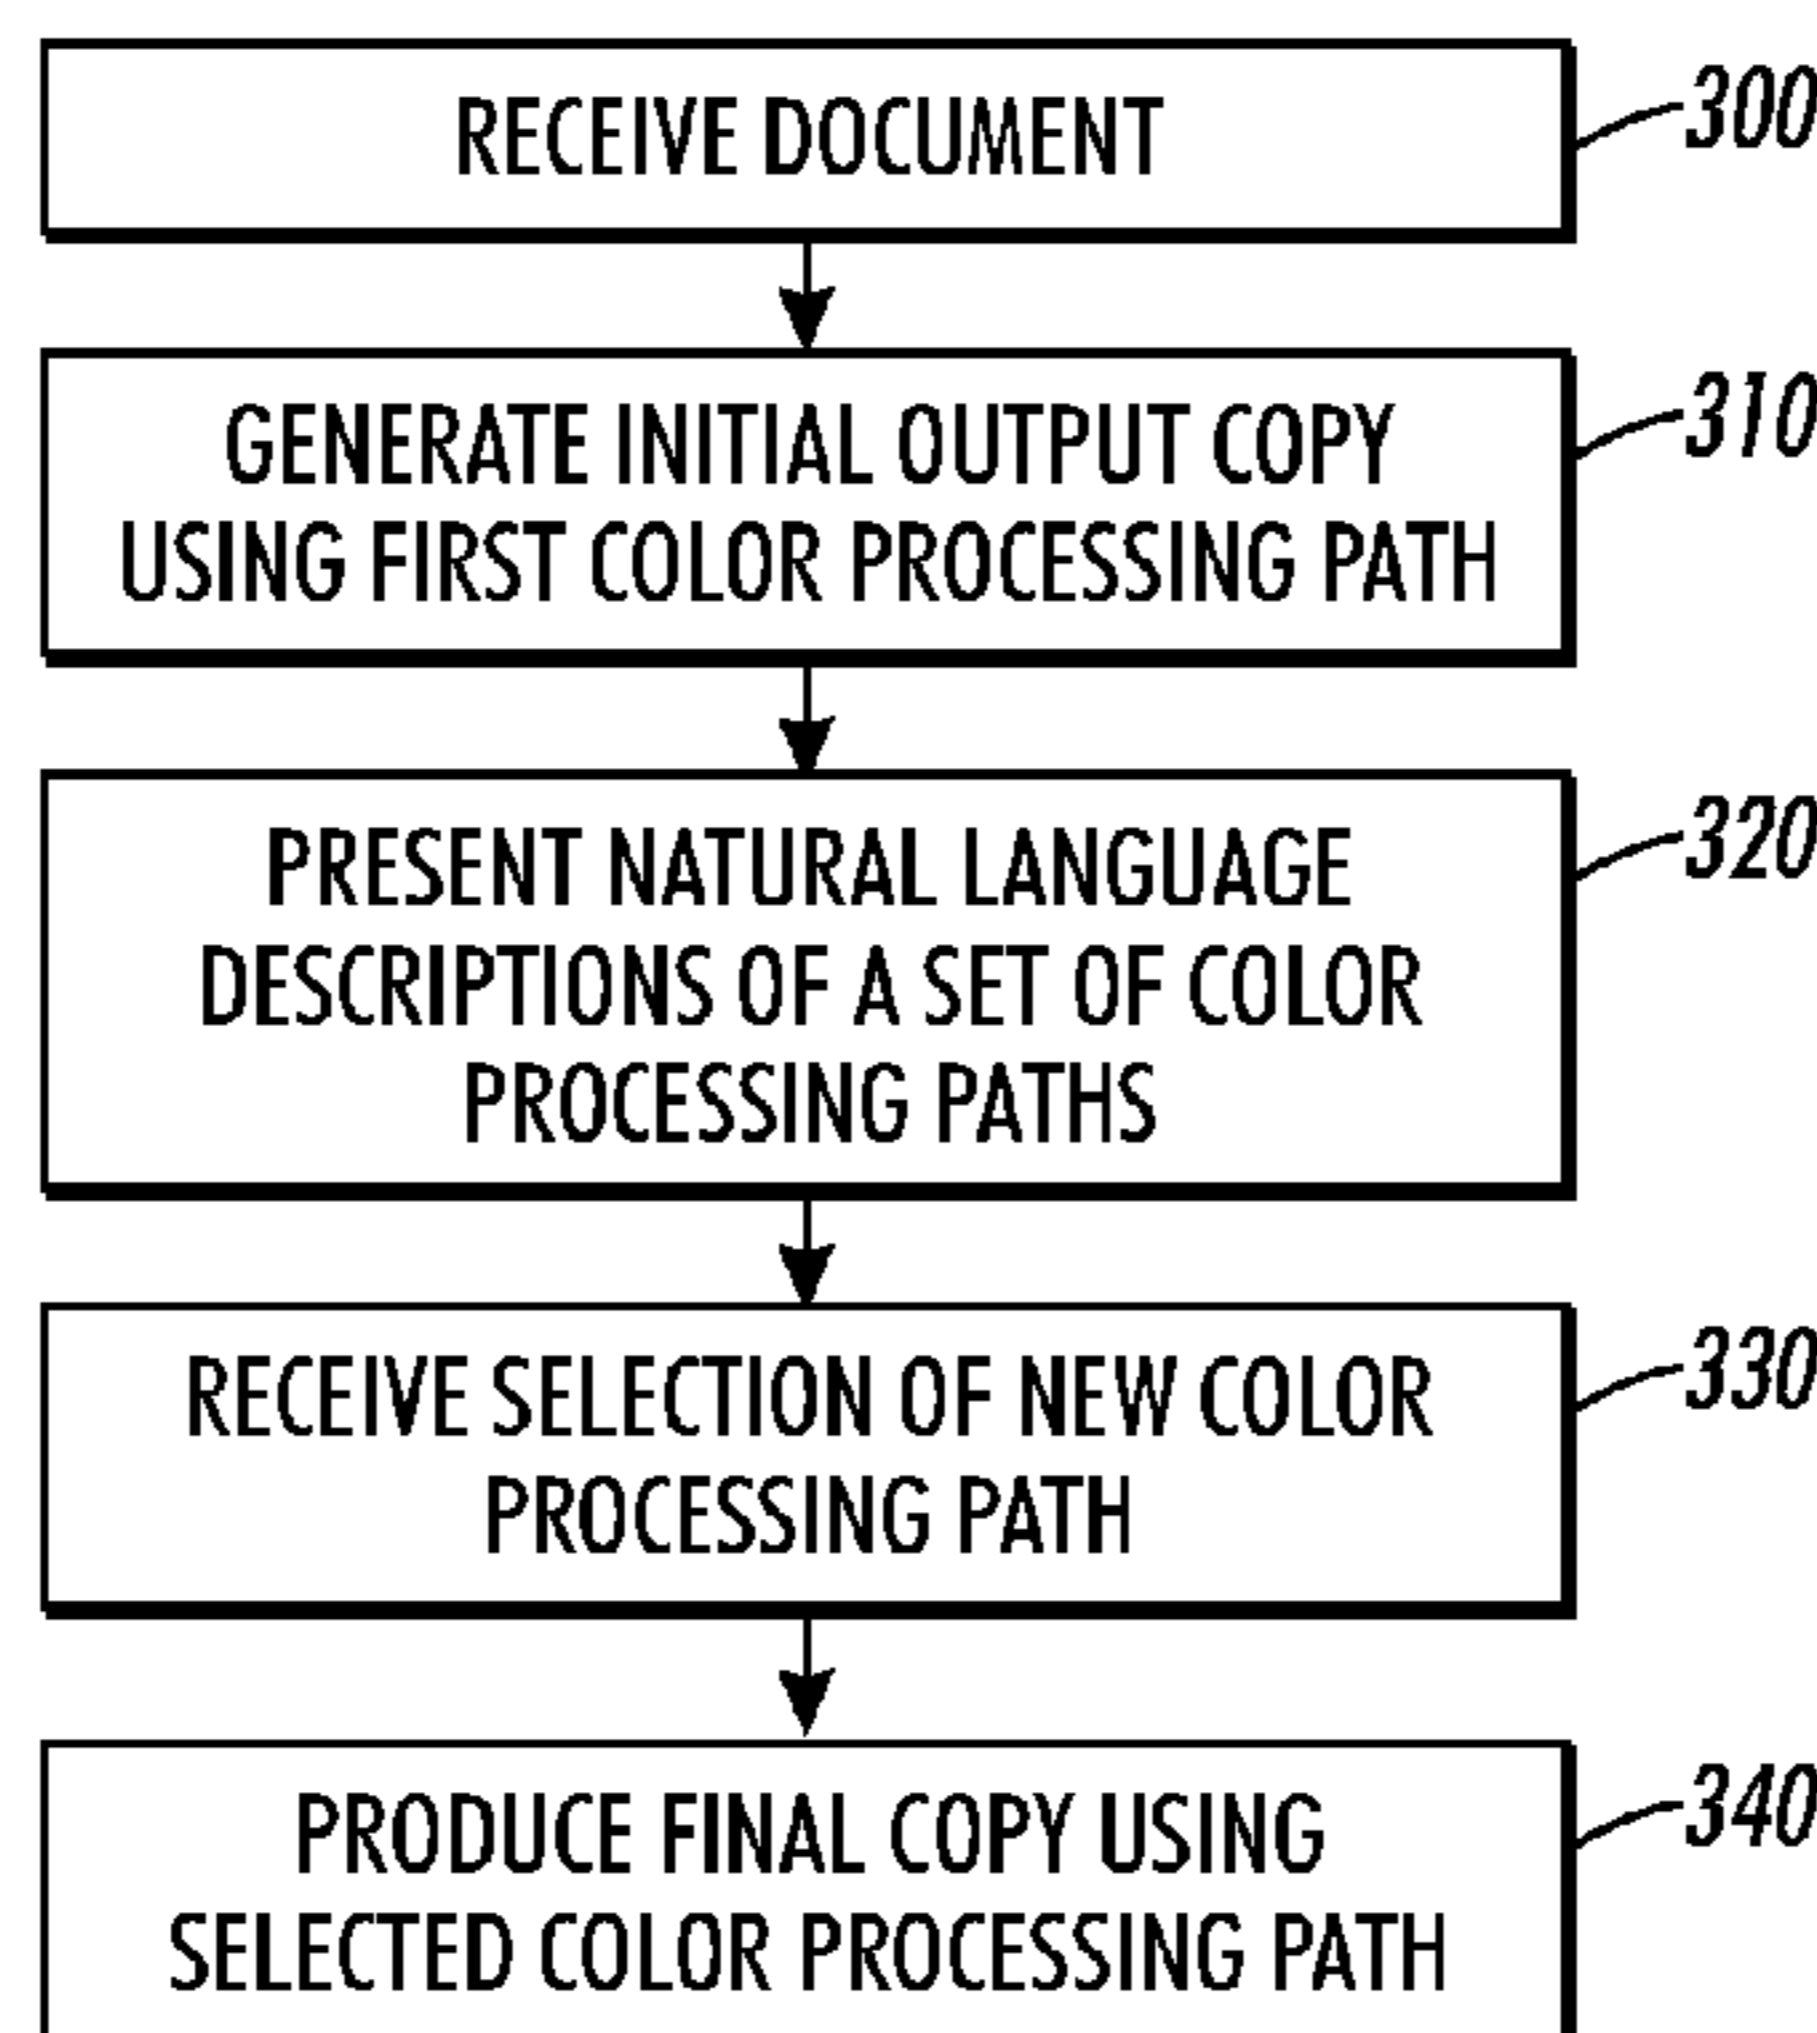 RECEIVE DOCUMENT
300
GENERATE INITIAL OUTPUT COPY
USING FIRST COLOR PROCESSING PATH
310
PRESENT NATURAL LANGUAGE
DESCRIPTIONS OF A SET OF COLOR
PROCESSING PATHS
320
RECEIVE SELECTION OF NEW COLOR
PROCESSING PATH
330
PRODUCE FINAL COPY USING
SELECTED COLOR PROCESSING PATH
340